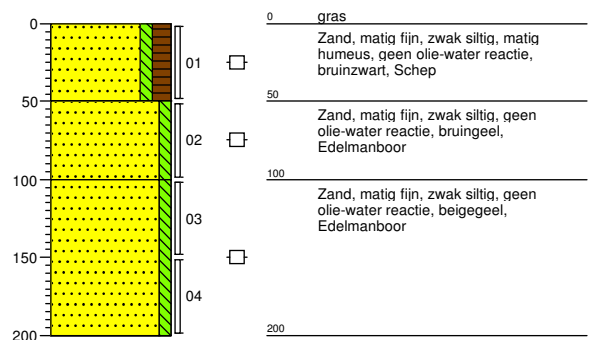 0
50
100
150
200
01
02
03
04
0
gras
Zand, matig fijn, zwak siltig, matig
humeus, geen olie-water reactie,
bruinzwart, Schep
50
Zand, matig fijn, zwak siltig, geen
olie-water reactie, bruingeel,
Edelmanboor
100
Zand, matig fijn, zwak siltig, geen
olie-water reactie, beigegeel,
Edelmanboor
200